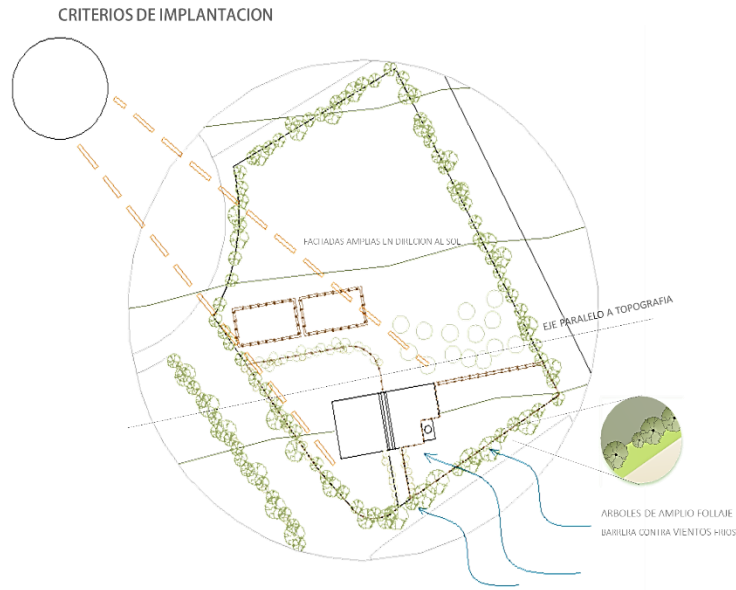 CRITERIOS DE IMPLANTACION
FACHADAS AMPLIAS EN DIRECION AL SOL
EJE PARALELO A TOPOGRAFIA
ARBOLES DE AMPLIO FOLLAJE
BARRERA CONTRA VIENTOS FRIOS